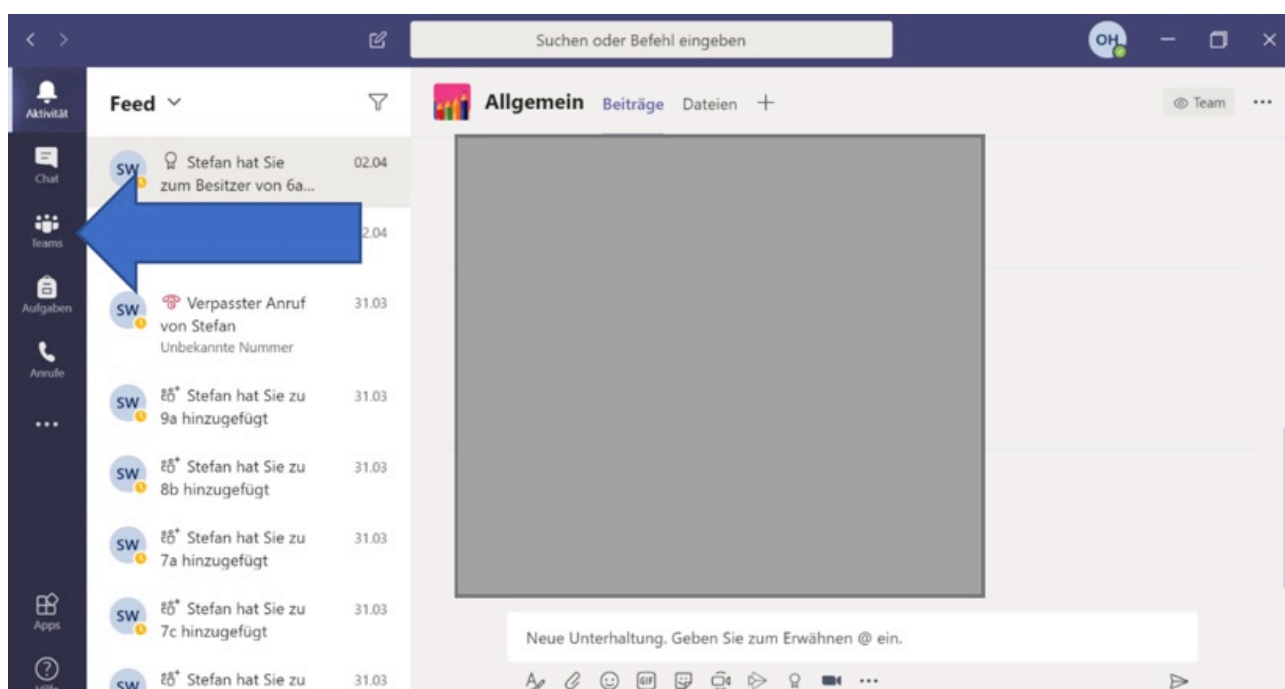 Suchen oder Befehl eingeben
OH
Aktivität
Chat
Teams
Aufgaben
Anrufe
Apps
Feed
SW
Stefan hat Sie
zum Besitzer von 6a...
02.04
2.04
SW
Verpasster Anruf
von Stefan
Unbekannte Nummer
31.03
SW
Stefan hat Sie zu
9a hinzugefügt
31.03
SW
Stefan hat Sie zu
8b hinzugefügt
31.03
SW
Stefan hat Sie zu
7a hinzugefügt
31.03
SW
Stefan hat Sie zu
7c hinzugefügt
31.03
SW
Stefan hat Sie zu
31.03
Allgemein Beiträge Dateien +
Team
Neue Unterhaltung. Geben Sie zum Erwähnen @ ein.
GIF